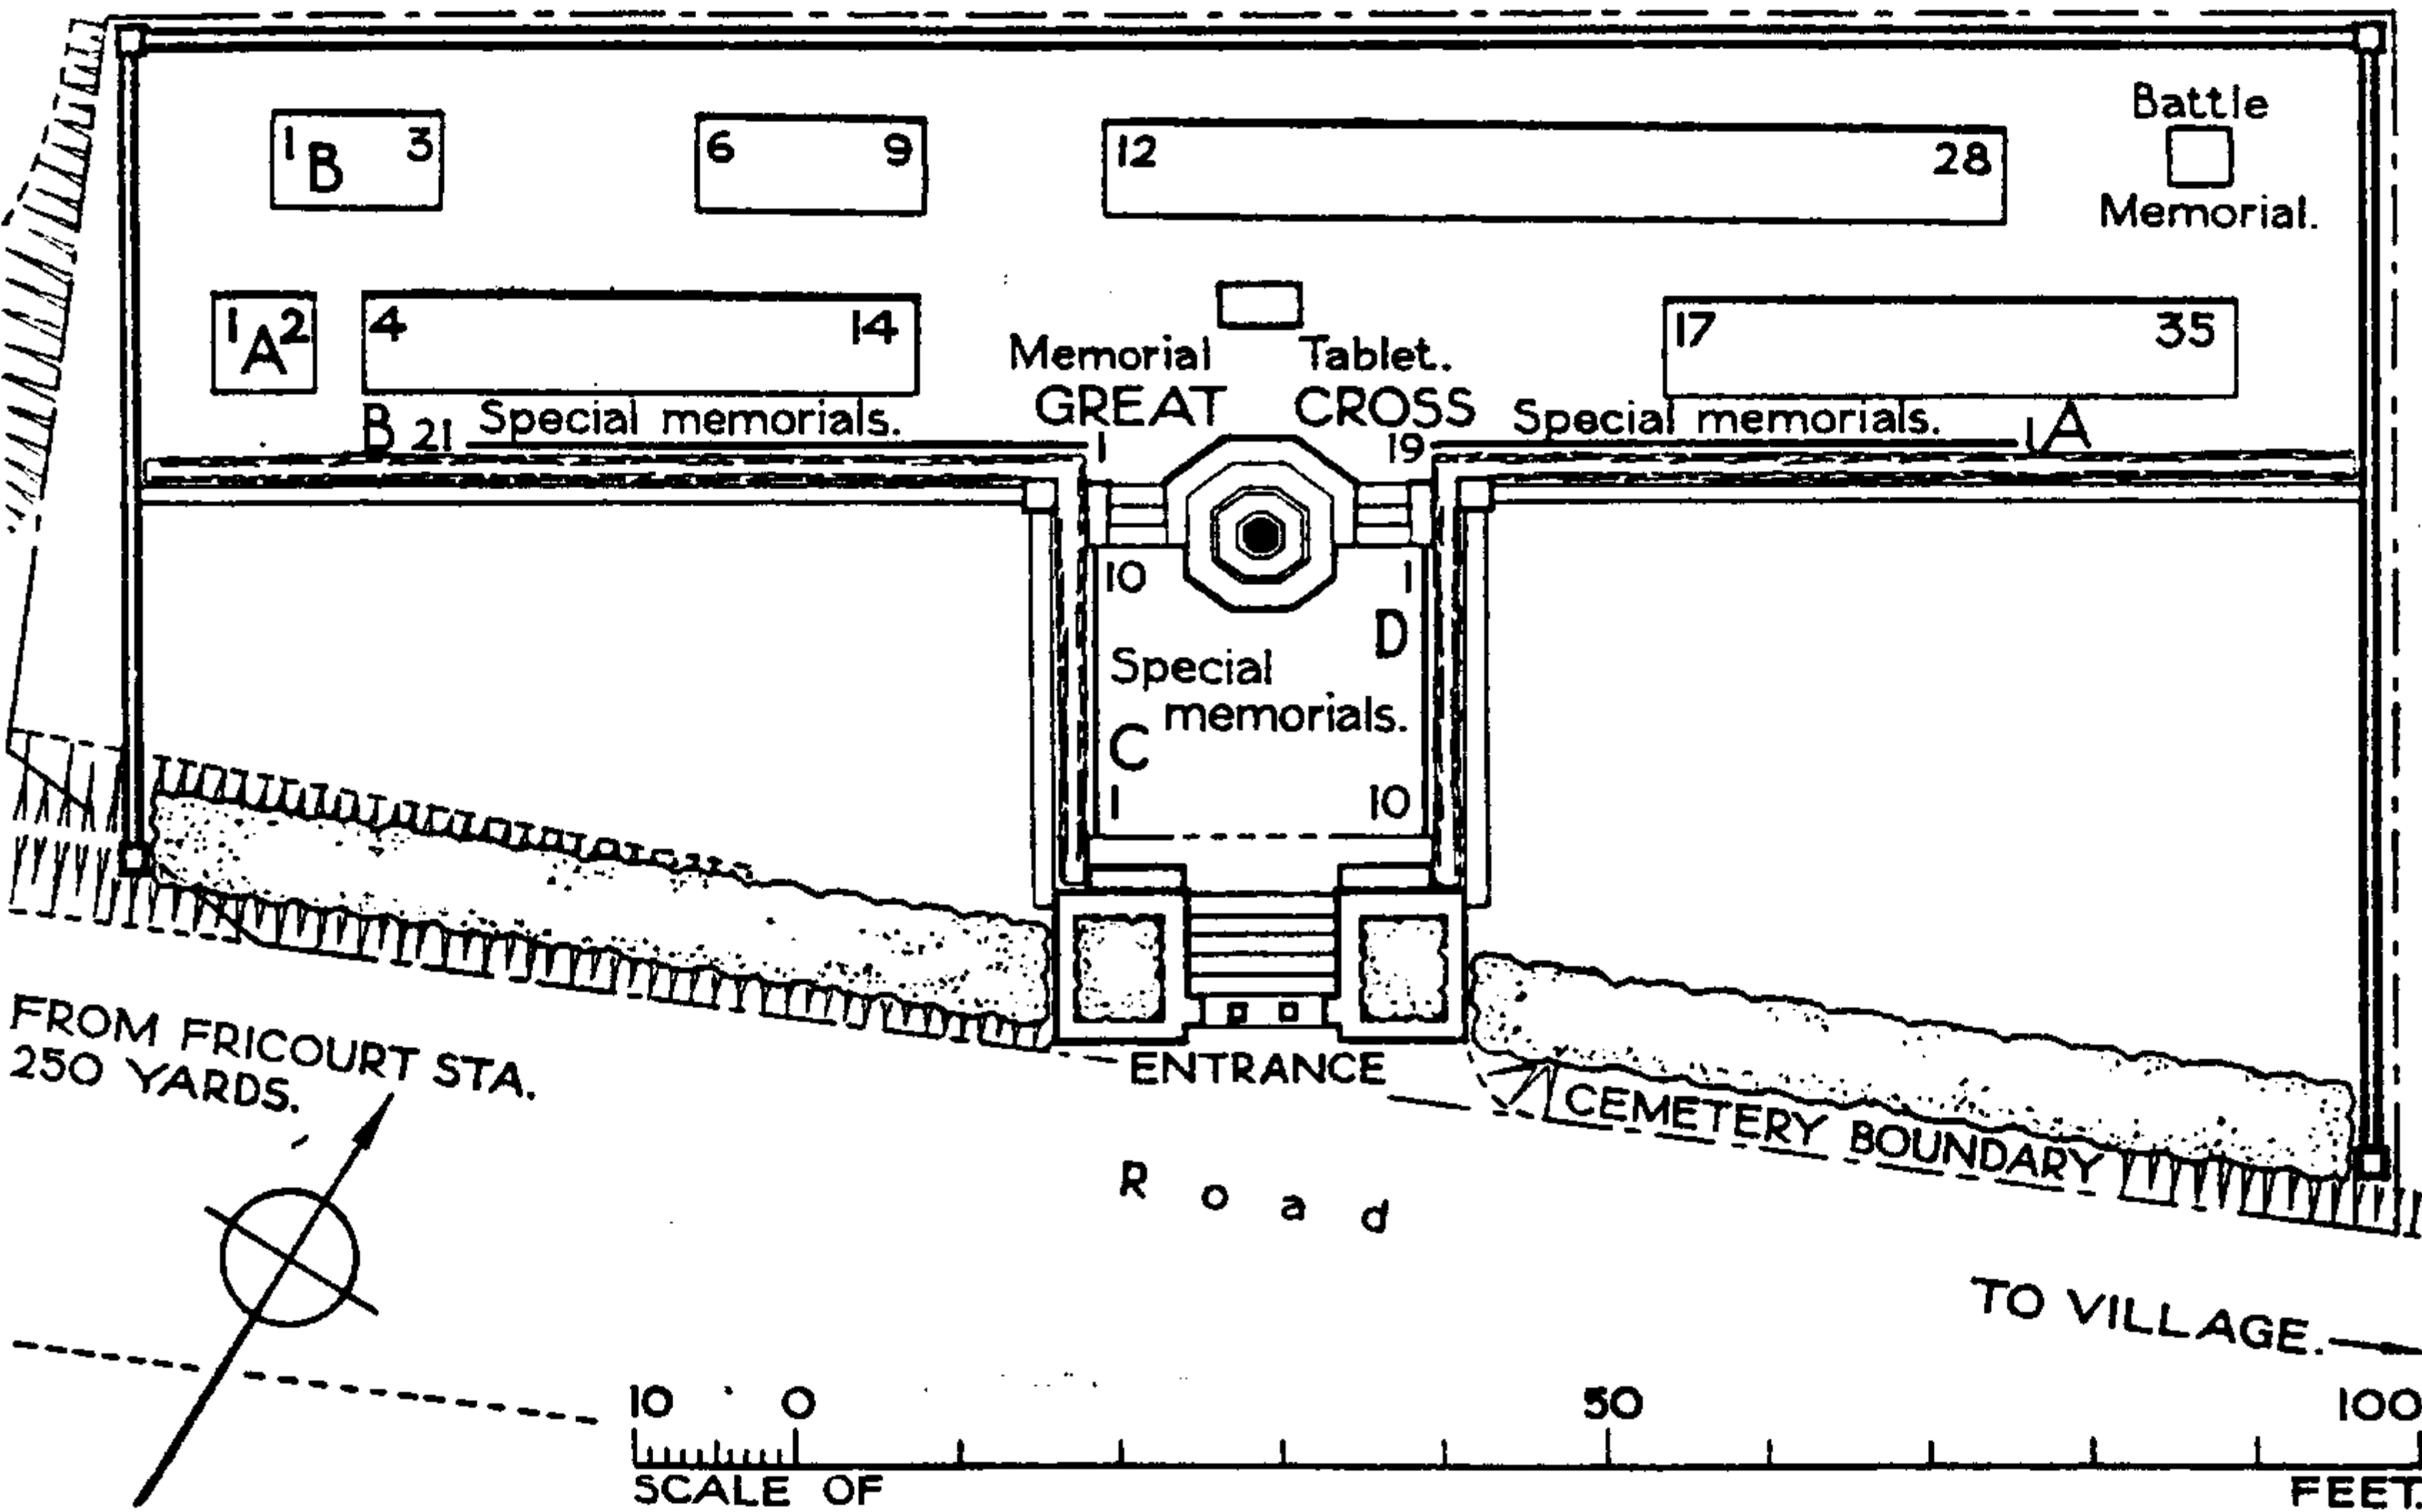 Battle
1 B 3 6 9 12 28
Memorial.
1 A 2 4 14 17 35
Memorial Tablet.
GREAT CROSS
B 21 Special memorials. 1 19 Special memorials. 1 A
10 1
D
Special
memorials.
C
1 10
FROM FRICOURT STA.
250 YARDS.
ENTRANCE
CEMETERY BOUNDARY
Road
TO VILLAGE.
10 0 50 100
SCALE OF FEET.